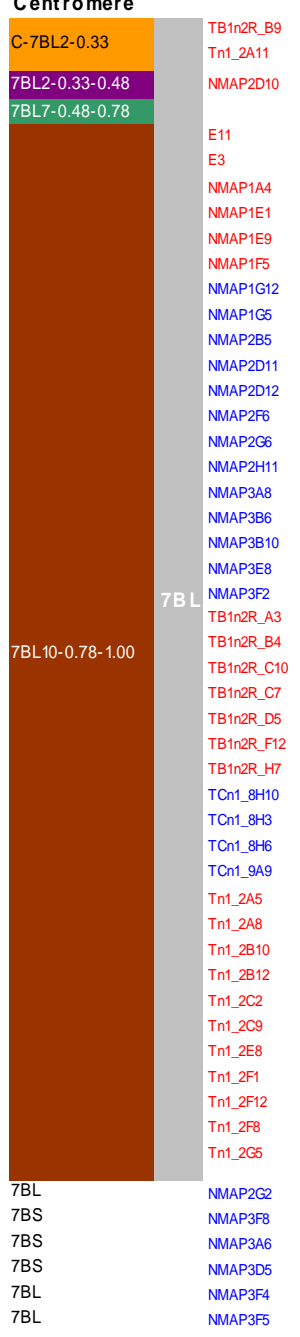 Centromere
C-7BL2-0.33
TB1n2R_B9
Tn1_2A11
7BL2-0.33-0.48
NMAP2D10
7BL7-0.48-0.78
E11
E3
NMAP1A4
NMAP1E1
NMAP1E9
NMAP1F5
NMAP1G12
NMAP1G5
NMAP2B5
NMAP2D11
NMAP2D12
NMAP2F6
NMAP2G6
NMAP2H11
NMAP3A8
NMAP3B6
NMAP3B10
NMAP3E8
7BL
NMAP3F2
TB1n2R_A3
TB1n2R_B4
7BL10-0.78-1.00
TB1n2R_C10
TB1n2R_C7
TB1n2R_D5
TB1n2R_F12
TB1n2R_H7
TCn1_8H10
TCn1_8H3
TCn1_8H6
TCn1_9A9
Tn1_2A5
Tn1_2A8
Tn1_2B10
Tn1_2B12
Tn1_2C2
Tn1_2C9
Tn1_2E8
Tn1_2F1
Tn1_2F12
Tn1_2F8
Tn1_2G5
7BL NMAP2G2
7BS NMAP3F8
7BS NMAP3A6
7BS NMAP3D5
7BL NMAP3F4
7BL NMAP3F5